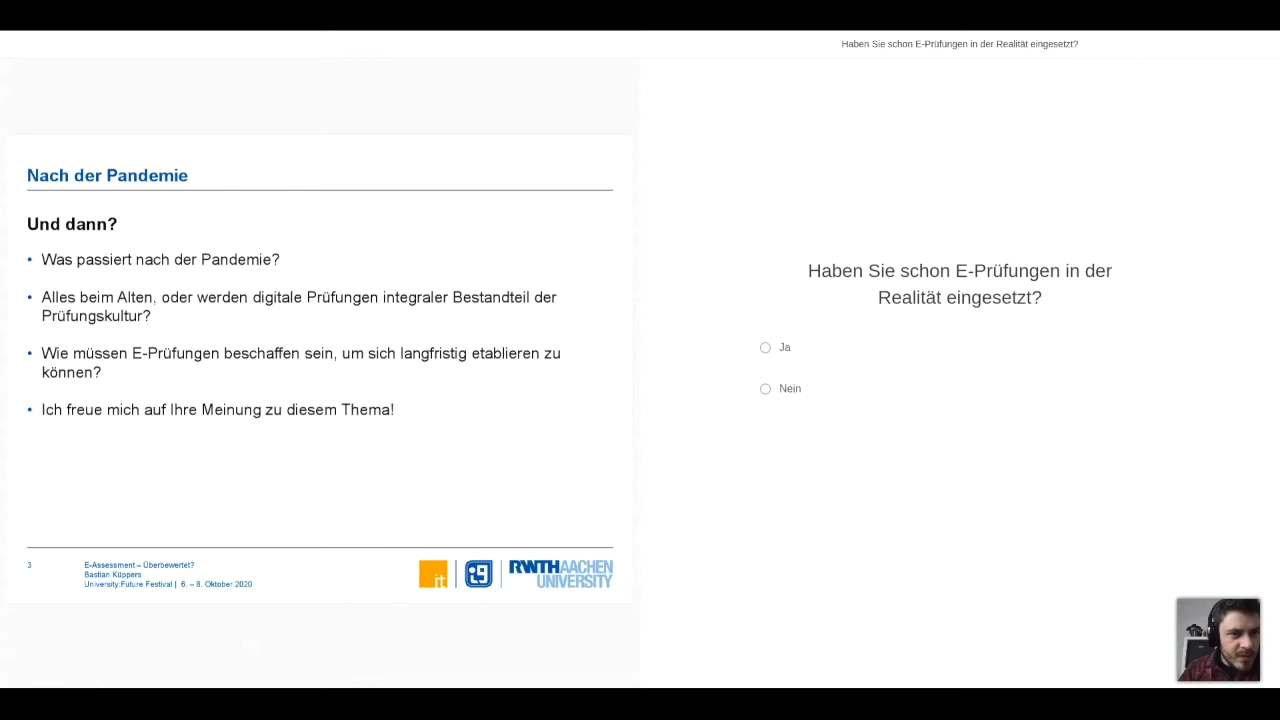 Haben Sie schon E-Prüfungen in der Realität eingesetzt?
Nach der Pandemie
Und dann?
• Was passiert nach der Pandemie?
• Alles beim Alten, oder werden digitale Prüfungen integraler Bestandteil der
Prüfungskultur?
• Wie müssen E-Prüfungen beschaffen sein, um sich langfristig etablieren zu
können?
• Ich freue mich auf Ihre Meinung zu diesem Thema!
3
E-Assessment – Überbewertet?
Bastian Küppers
University:Future Festival | 6. – 8. Oktober 2020
it
RWTHAACHEN
UNIVERSITY
Haben Sie schon E-Prüfungen in der
Realität eingesetzt?
Ja
Nein